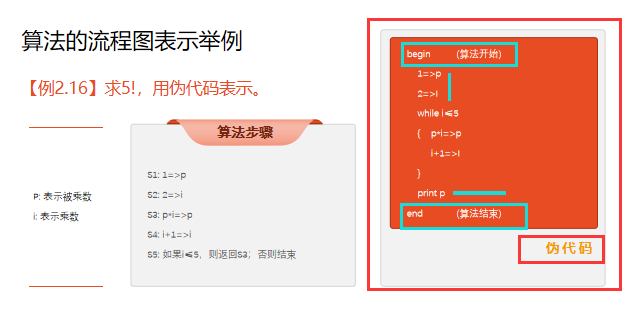 算法的流程图表示举例
【例2.16】求5!，用伪代码表示。
P: 表示被乘数
i: 表示乘数
算法步骤
S1: 1=>p
S2: 2=>i
S3: p*i=>p
S4: i+1=>i
S5: 如果i≤5，则返回S3；否则结束
begin (算法开始)
1=>p
2=>I
while i≤5
{ p*i=>p
i+1=>I
}
print p
end (算法结束)
伪代码